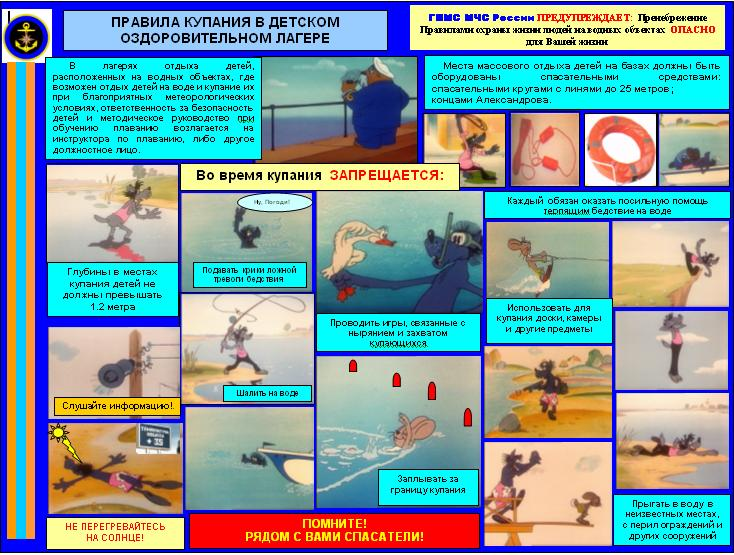 ПРАВИЛА КУПАНИЯ В ДЕТСКОМ
ОЗДОРОВИТЕЛЬНОМ ЛАГЕРЕ
ГИМС МЧС России ПРЕДУПРЕЖДАЕТ: Пренебрежение
Правилами охраны жизни людей на водных объектах ОПАСНО
для Вашей жизни
В лагерях отдыха детей,
расположенных на водных объектах, где
возможен отдых детей на воде и купание их
при благоприятных метеорологических
условиях, ответственность за безопасность
детей и методическое руководство при
обучению плаванию возлагается на
инструктора по плаванию, либо другое
должностное лицо.
Места массового отдыха детей на базах должны быть
оборудованы спасательными средствами:
спасательными кругами с линями до 25 метров;
концами Александрова.
Во время купания ЗАПРЕЩАЕТСЯ:
Ну, Погоди!
Каждый обязан оказать посильную помощь
терпящим бедствие на воде
Глубины в местах
купания детей не
должны превышать
1.2 метра
Подавать крики ложной
тревоги бедствия
Проводить игры, связанные с
нырянием и захватом
купающихся.
Использовать для
купания доски, камеры
и другие предметы
Слушайте информацию!.
Шалить на воде
ТЕМПЕРАТУРА
ВОЗДУХА
+ 35
Заплывать за
границу купания
Прыгать в воду в
неизвестных местах,
с перил ограждений и
других сооружений
НЕ ПЕРЕГРЕВАЙТЕСЬ
НА СОЛНЦЕ!
ПОМНИТЕ!
РЯДОМ С ВАМИ СПАСАТЕЛИ!